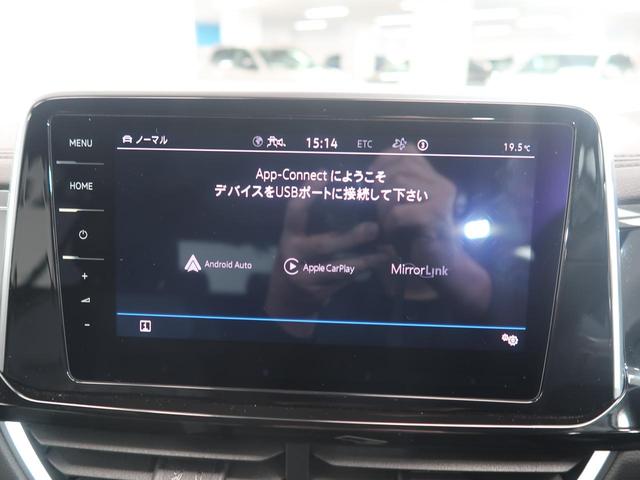 MENU
HOME
+
-
ノーマル
15:14
ETC
19.5℃
App-Connect にようこそ
デバイスをUSBポートに接続して下さい
Android Auto
Apple CarPlay
MirrorLink